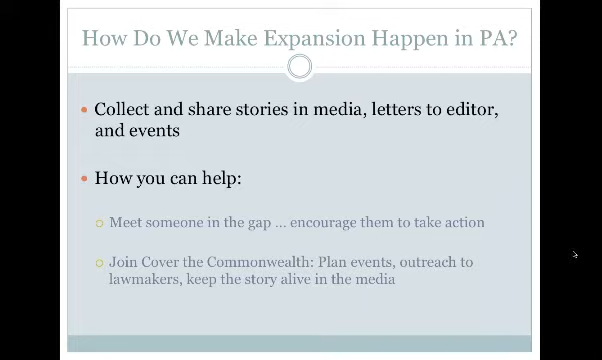 How Do We Make Expansion Happen in PA?
Collect and share stories in media, letters to editor,
and events
How you can help:
Meet someone in the gap ... encourage them to take action
Join Cover the Commonwealth: Plan events, outreach to
lawmakers, keep the story alive in the media